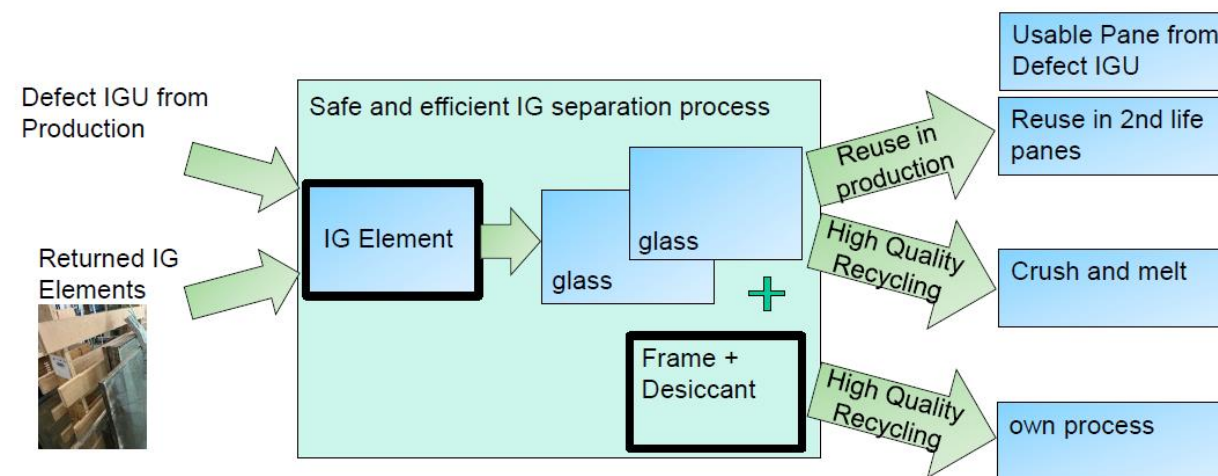 Defect IGU from
Production
Returned IG
Elements
Safe and efficient IG separation process
IG Element
glass
glass
+
Frame +
Desiccant
Reuse in
production
High Quality
Recycling
High Quality
Recycling
Usable Pane from
Defect IGU
Reuse in 2nd life
panes
Crush and melt
own process